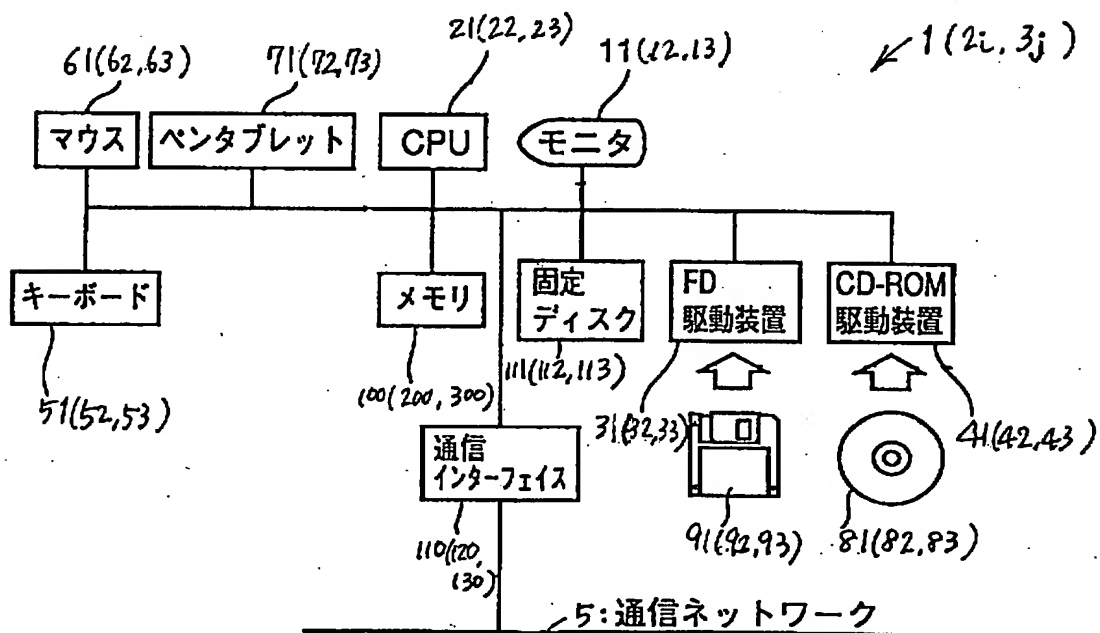 61(62,63)
71(72,73)
21(22,23)
11(12,13)
1(2i, 3j)
マウス
ペンタブレット
CPU
モニタ
キーボード
メモリ
固定
ディスク
FD
駆動装置
CD-ROM
駆動装置
51(52,53)
100(200, 300)
111(112,113)
31(32,33)
41(42,43)
通信
インターフェイス
110(120,
130)
91(92,93)
81(82,83)
5:通信ネットワーク